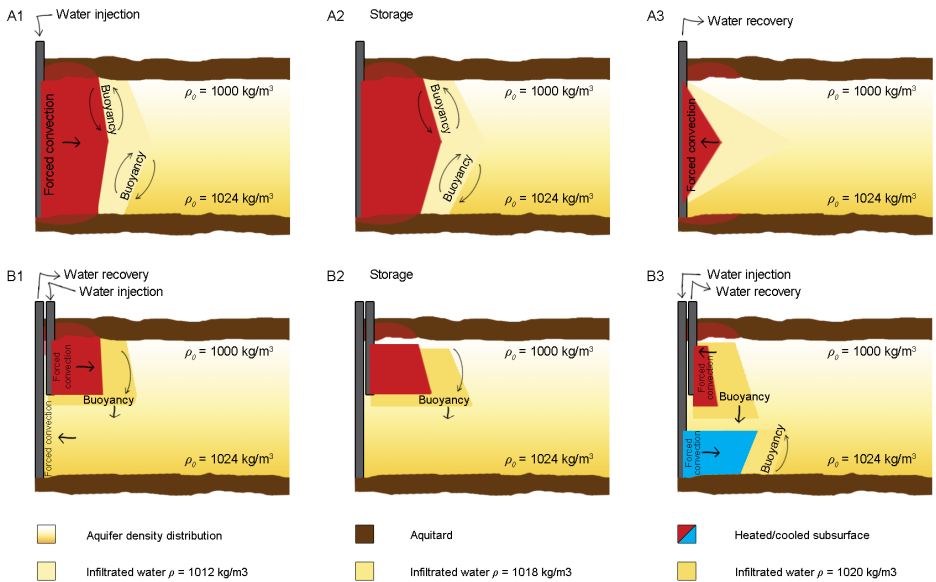 A1
Water injection
Forced convection
Buoyancy
Buoyancy
ρ₀ = 1000 kg/m³
ρ₀ = 1024 kg/m³
A2
Storage
Buoyancy
Buoyancy
ρ₀ = 1000 kg/m³
ρ₀ = 1024 kg/m³
A3
Water recovery
Forced convection
ρ₀ = 1000 kg/m³
ρ₀ = 1024 kg/m³
B1
Water recovery
Water injection
Forced
convection
Buoyancy
Forced convection
ρ₀ = 1000 kg/m³
ρ₀ = 1024 kg/m³
B2
Storage
Buoyancy
ρ₀ = 1000 kg/m³
ρ₀ = 1024 kg/m³
B3
Water injection
Water recovery
Forced
convection
Buoyancy
Forced
convection
Buoyancy
ρ₀ = 1000 kg/m³
ρ₀ = 1024 kg/m³
Aquifer density distribution
Aquitard
Heated/cooled subsurface
Infiltrated water ρ = 1012 kg/m3
Infiltrated water ρ = 1018 kg/m3
Infiltrated water ρ = 1020 kg/m3